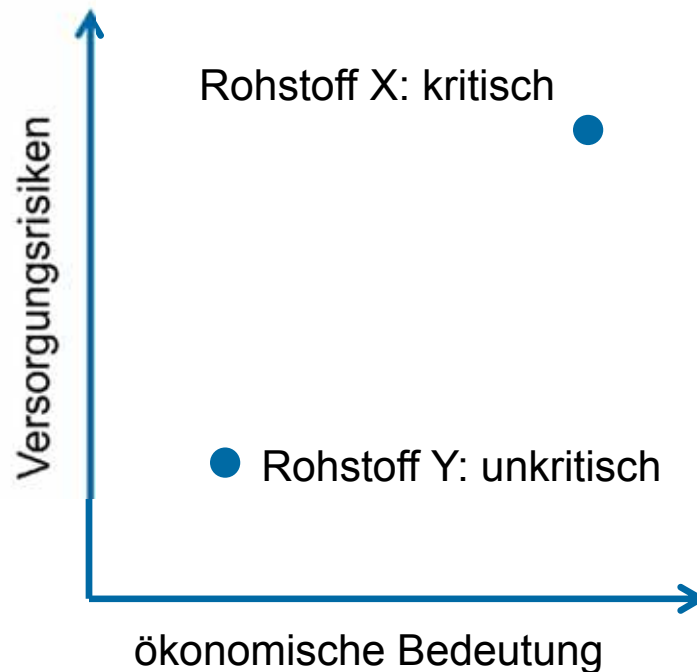 Rohstoff X: kritisch
Versorgungsrisiken
Rohstoff Y: unkritisch
ökonomische Bedeutung